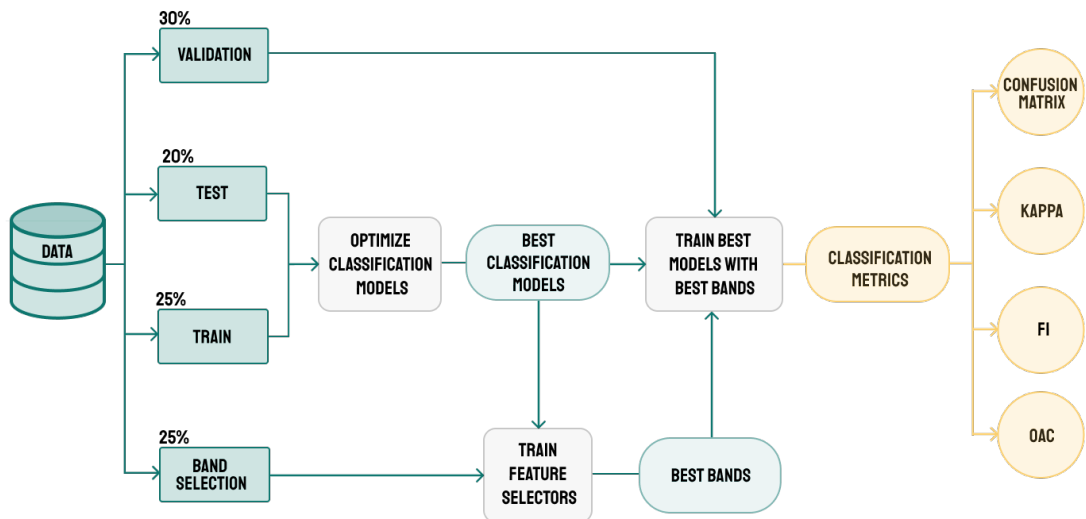 30%
VALIDATION
20%
TEST
DATA
25%
TRAIN
25%
BAND
SELECTION
OPTIMIZE
CLASSIFICATION
MODELS
BEST
CLASSIFICATION
MODELS
TRAIN
FEATURE
SELECTORS
BEST BANDS
TRAIN BEST
MODELS WITH
BEST BANDS
CLASSIFICATION
METRICS
CONFUSION
MATRIX
KAPPA
F1
OAC